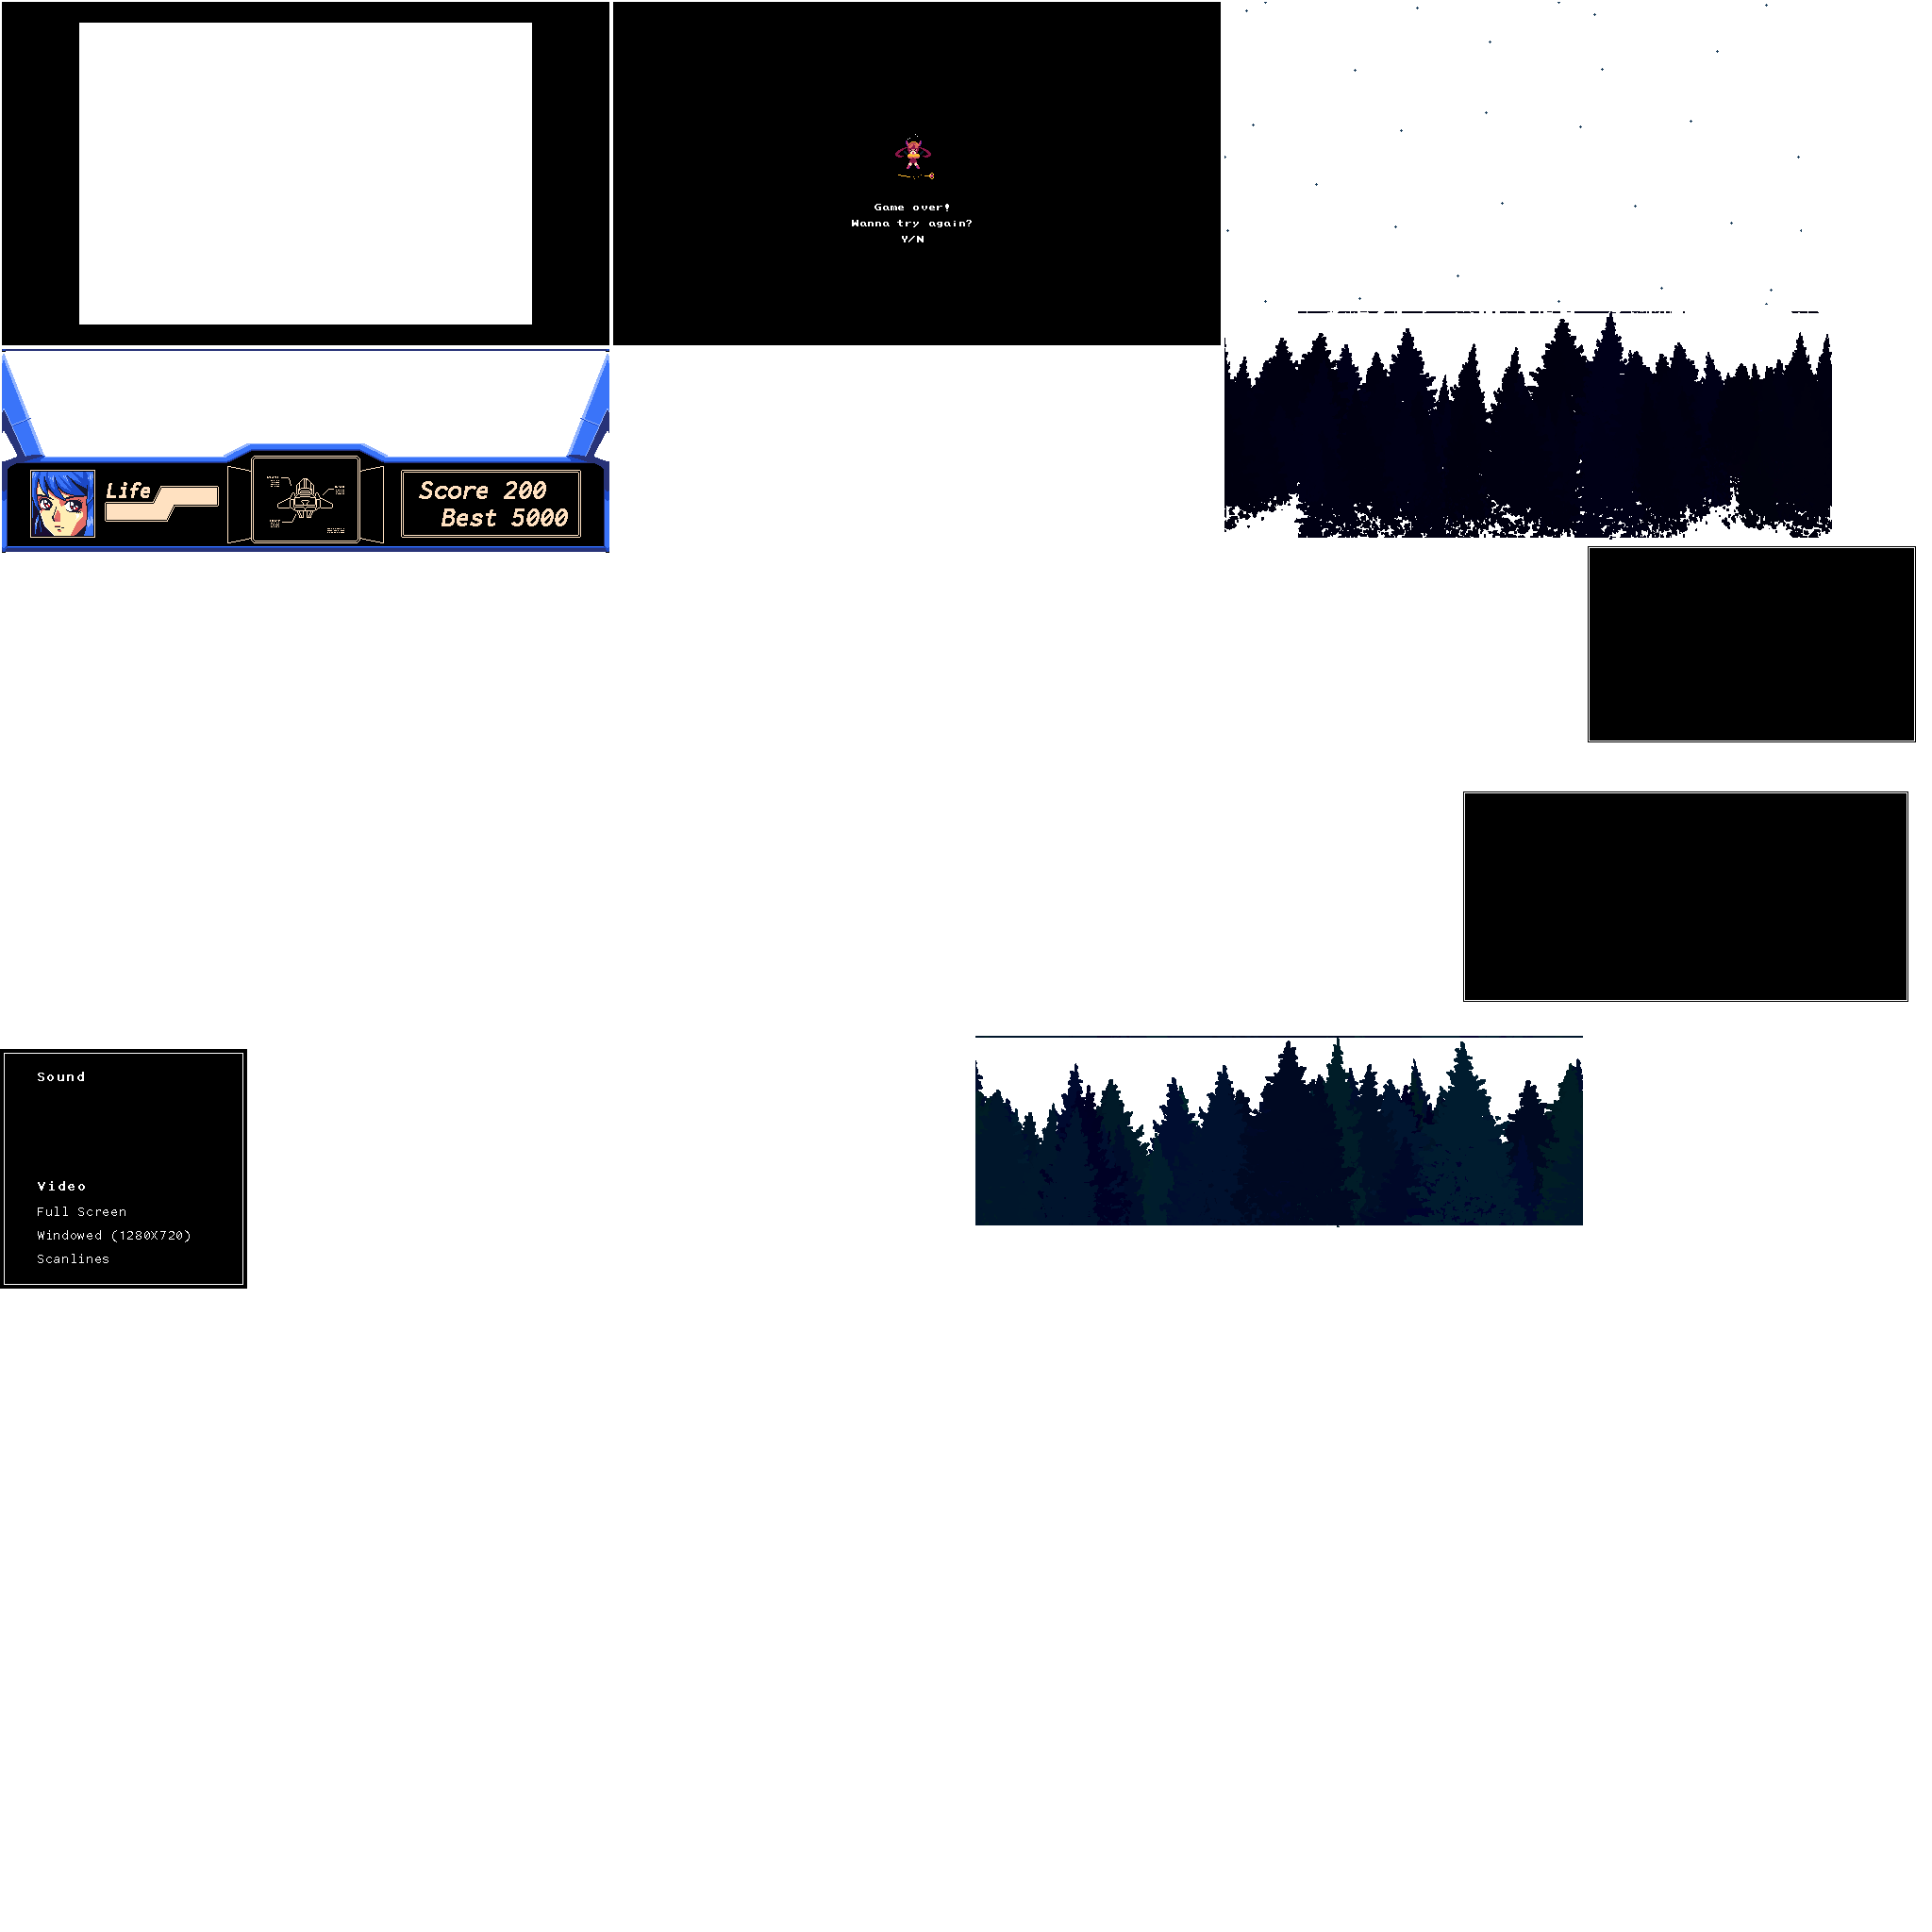 Game over!
Wanna try again?
Y/N
Life
Score 200
Best 5000
Sound
Video
Full Screen
Windowed (1280X720)
Scanlines